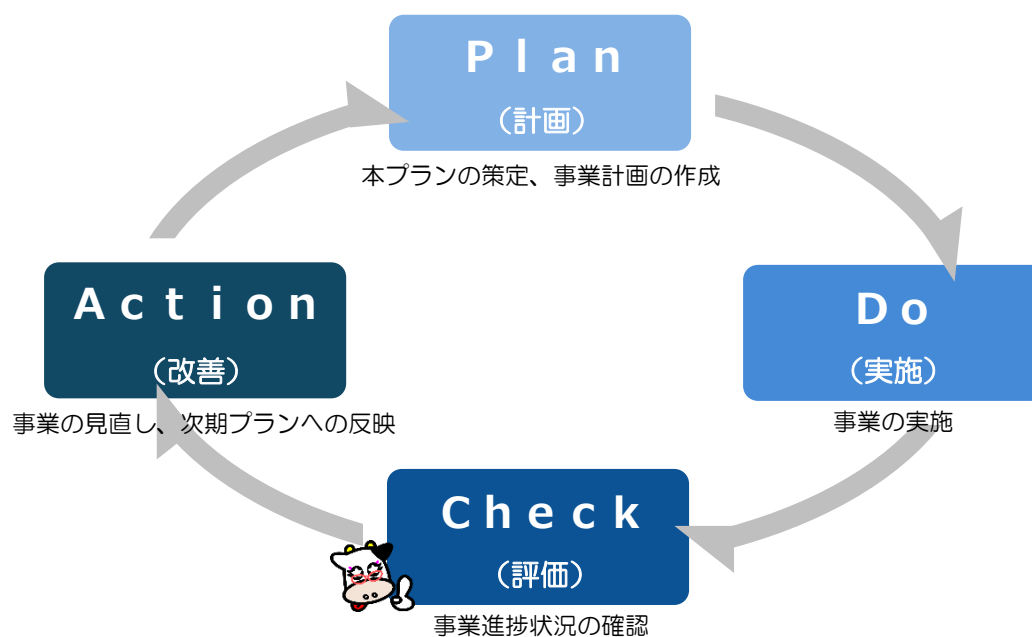 Ｐｌａｎ
（計画）
本プランの策定、事業計画の作成
Ｄｏ
（実施）
事業の実施
Ｃｈｅｃｋ
（評価）
事業進捗状況の確認
Ａｃｔｉｏｎ
（改善）
事業の見直し、次期プランへの反映